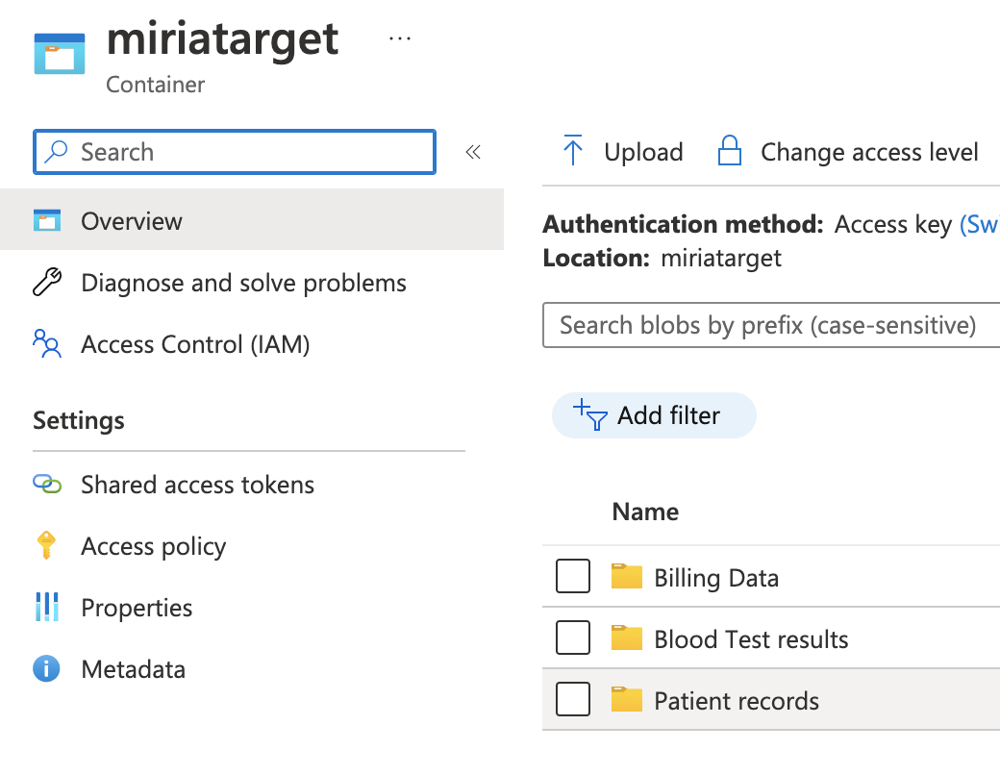 miriatarget ...
Container
Search
Overview
Diagnose and solve problems
Access Control (IAM)
Settings
Shared access tokens
Access policy
Properties
Metadata
Upload Change access level
Authentication method: Access key (Swi
Location: miriatarget
Search blobs by prefix (case-sensitive)
Add filter
Name
Billing Data
Blood Test results
Patient records